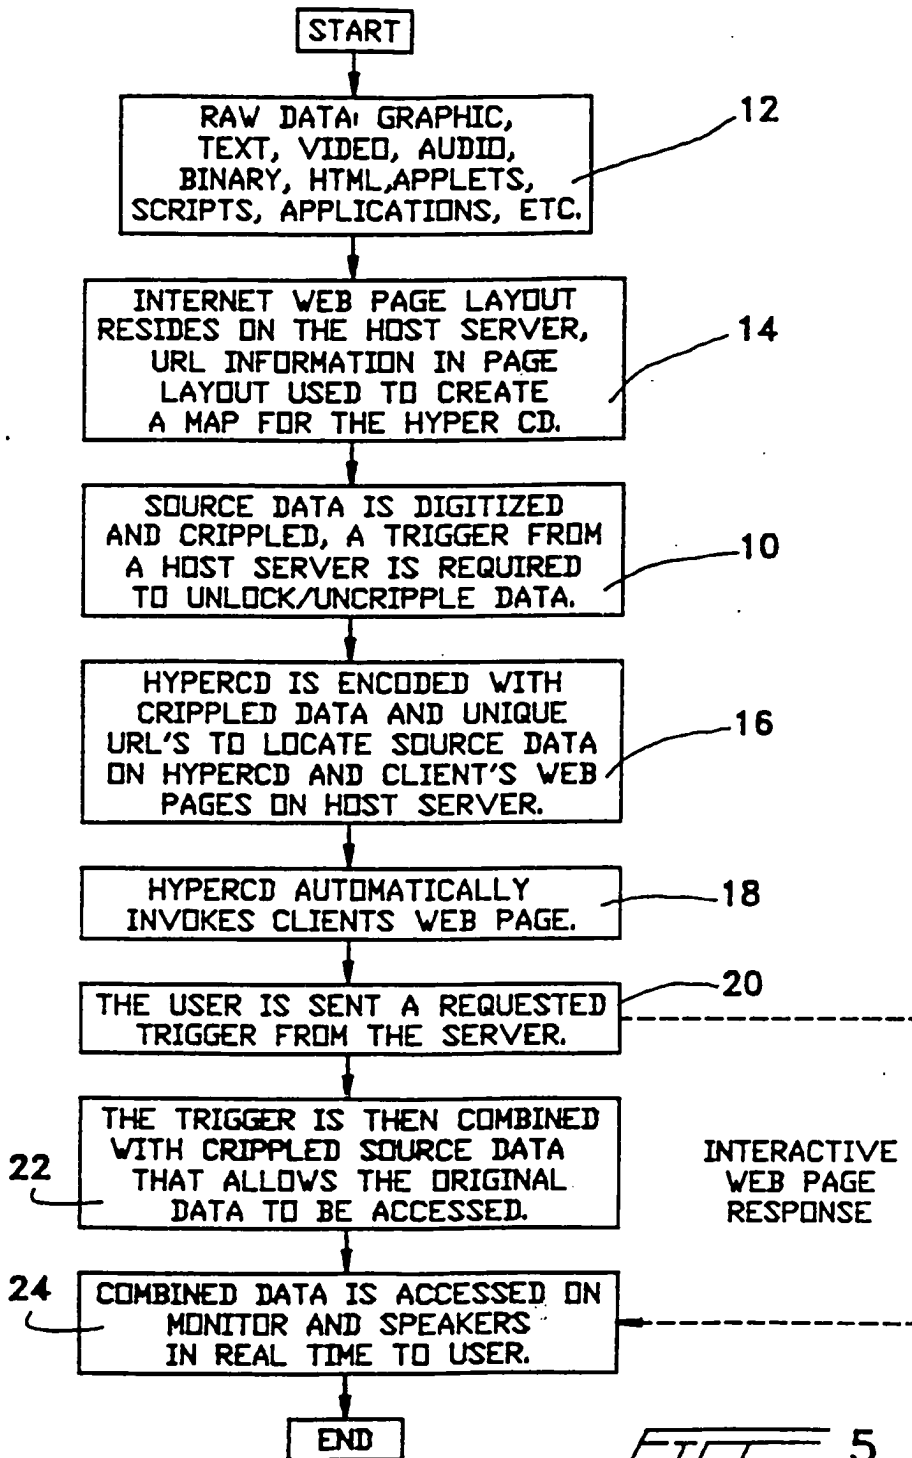 START
RAW DATA: GRAPHIC,
TEXT, VIDEO, AUDIO,
BINARY, HTML,APPLETS,
SCRIPTS, APPLICATIONS, ETC.
12
INTERNET WEB PAGE LAYOUT
RESIDES ON THE HOST SERVER,
URL INFORMATION IN PAGE
LAYOUT USED TO CREATE
A MAP FOR THE HYPER CD.
14
SOURCE DATA IS DIGITIZED
AND CRIPPLED, A TRIGGER FROM
A HOST SERVER IS REQUIRED
TO UNLOCK/UNCRIPPLE DATA.
10
HYPERCD IS ENCODED WITH
CRIPPLED DATA AND UNIQUE
URL'S TO LOCATE SOURCE DATA
ON HYPERCD AND CLIENT'S WEB
PAGES ON HOST SERVER.
16
HYPERCD AUTOMATICALLY
INVOKES CLIENTS WEB PAGE.
18
THE USER IS SENT A REQUESTED
TRIGGER FROM THE SERVER.
20
THE TRIGGER IS THEN COMBINED
WITH CRIPPLED SOURCE DATA
THAT ALLOWS THE ORIGINAL
DATA TO BE ACCESSED.
22
INTERACTIVE
WEB PAGE
RESPONSE
COMBINED DATA IS ACCESSED ON
MONITOR AND SPEAKERS
IN REAL TIME TO USER.
24
END
5